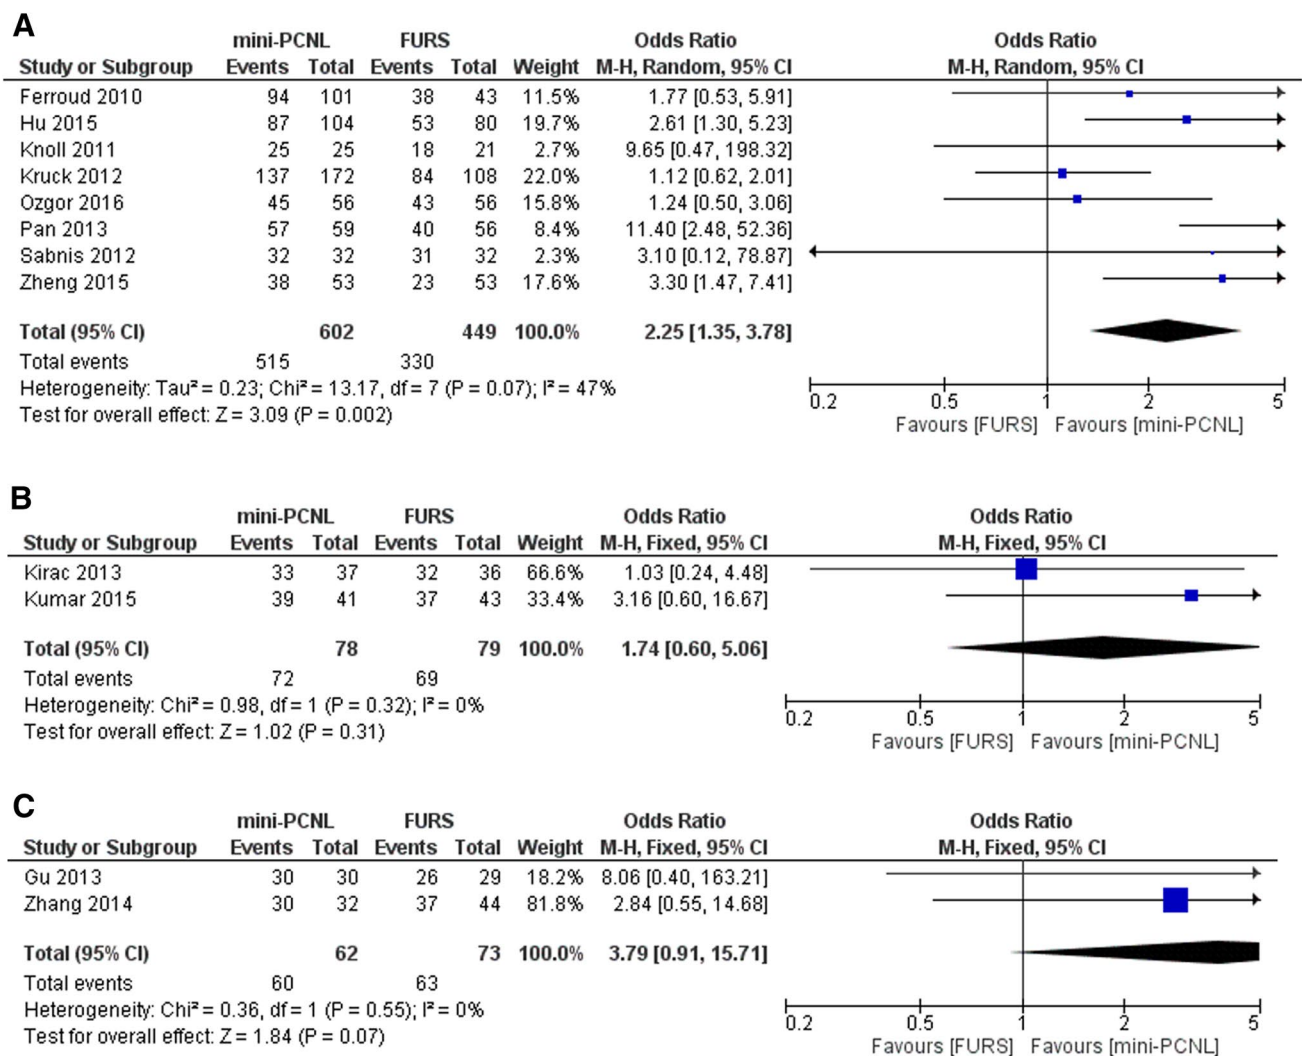 A
mini-PCNL FURS Odds Ratio Odds Ratio
Study or Subgroup Events Total Events Total Weight M-H, Random, 95% CI M-H, Random, 95% CI
Ferroud 2010 94 101 38 43 11.5% 1.77 [0.53, 5.91]
Hu 2015 87 104 53 80 19.7% 2.61 [1.30, 5.23]
Knoll 2011 25 25 18 21 2.7% 9.65 [0.47, 198.32]
Kruck 2012 137 172 84 108 22.0% 1.12 [0.62, 2.01]
Ozgor 2016 45 56 43 56 15.8% 1.24 [0.50, 3.06]
Pan 2013 57 59 40 56 8.4% 11.40 [2.48, 52.36]
Sabnis 2012 32 32 31 32 2.3% 3.10 [0.12, 78.87]
Zheng 2015 38 53 23 53 17.6% 3.30 [1.47, 7.41]
Total (95% CI) 602 449 100.0% 2.25 [1.35, 3.78]
Total events 515 330
Heterogeneity: Tau² = 0.23; Chi² = 13.17, df = 7 (P = 0.07); I² = 47%
Test for overall effect: Z = 3.09 (P = 0.002)
0.2 0.5 1 2 5
Favours [FURS] Favours [mini-PCNL]
B
mini-PCNL FURS Odds Ratio Odds Ratio
Study or Subgroup Events Total Events Total Weight M-H, Fixed, 95% CI M-H, Fixed, 95% CI
Kirac 2013 33 37 32 36 66.6% 1.03 [0.24, 4.48]
Kumar 2015 39 41 37 43 33.4% 3.16 [0.60, 16.67]
Total (95% CI) 78 79 100.0% 1.74 [0.60, 5.06]
Total events 72 69
Heterogeneity: Chi² = 0.98, df = 1 (P = 0.32); I² = 0%
Test for overall effect: Z = 1.02 (P = 0.31)
0.2 0.5 1 2 5
Favours [FURS] Favours [mini-PCNL]
C
mini-PCNL FURS Odds Ratio Odds Ratio
Study or Subgroup Events Total Events Total Weight M-H, Fixed, 95% CI M-H, Fixed, 95% CI
Gu 2013 30 30 26 29 18.2% 8.06 [0.40, 163.21]
Zhang 2014 30 32 37 44 81.8% 2.84 [0.55, 14.68]
Total (95% CI) 62 73 100.0% 3.79 [0.91, 15.71]
Total events 60 63
Heterogeneity: Chi² = 0.36, df = 1 (P = 0.55); I² = 0%
Test for overall effect: Z = 1.84 (P = 0.07)
0.2 0.5 1 2 5
Favours [FURS] Favours [mini-PCNL]